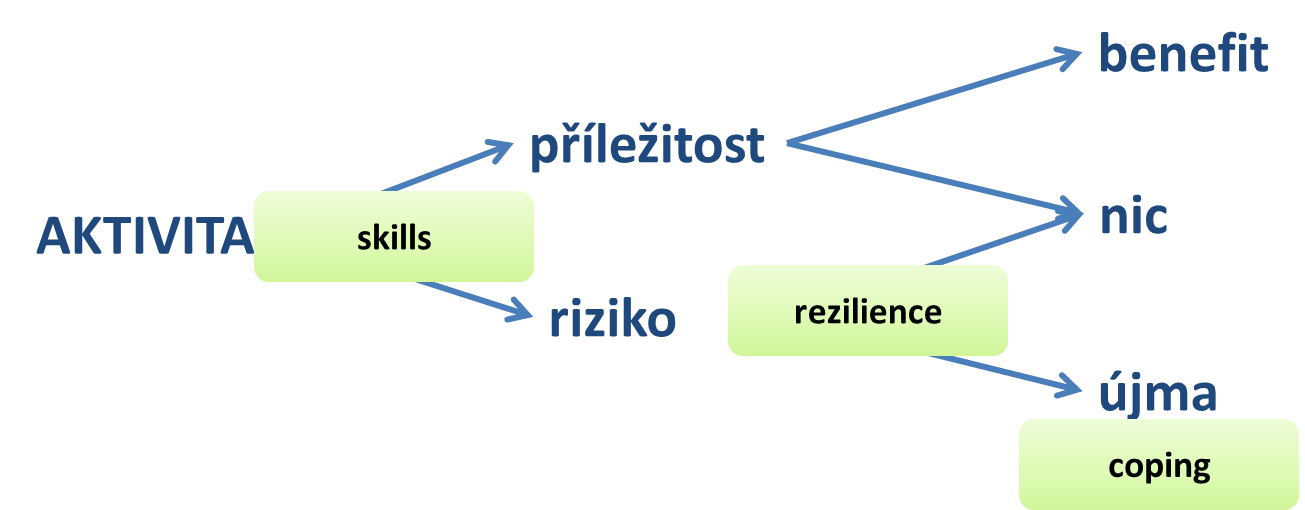 benefit
příležitost
AKTIVITA
skills
nic
riziko
rezilience
újma
coping